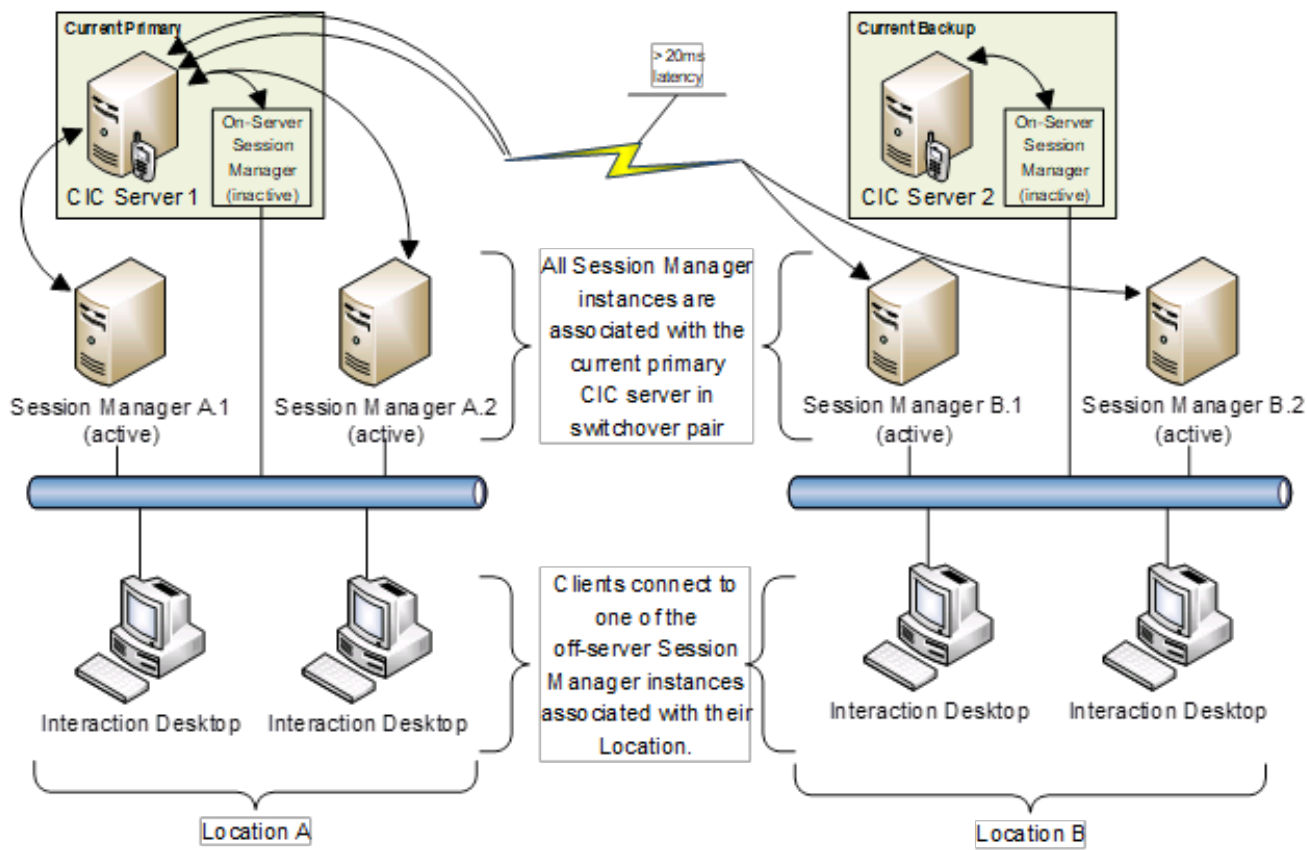 Current Primary
On-Server
Session
Manager
(inactive)
CIC Server 1
> 20ms
latency
Current Backup
On-Server
Session
Manager
(inactive)
CIC Server 2
Session Manager A.1
(active)
Session Manager A.2
(active)
All Session Manager
instances are
associated with the
current primary
CIC server in
switchover pair
Session Manager B.1
(active)
Session Manager B.2
(active)
Interaction Desktop
Interaction Desktop
Clients connect to
one of the
off-server Session
Manager instances
associated with their
Location.
Interaction Desktop
Interaction Desktop
Location A
Location B